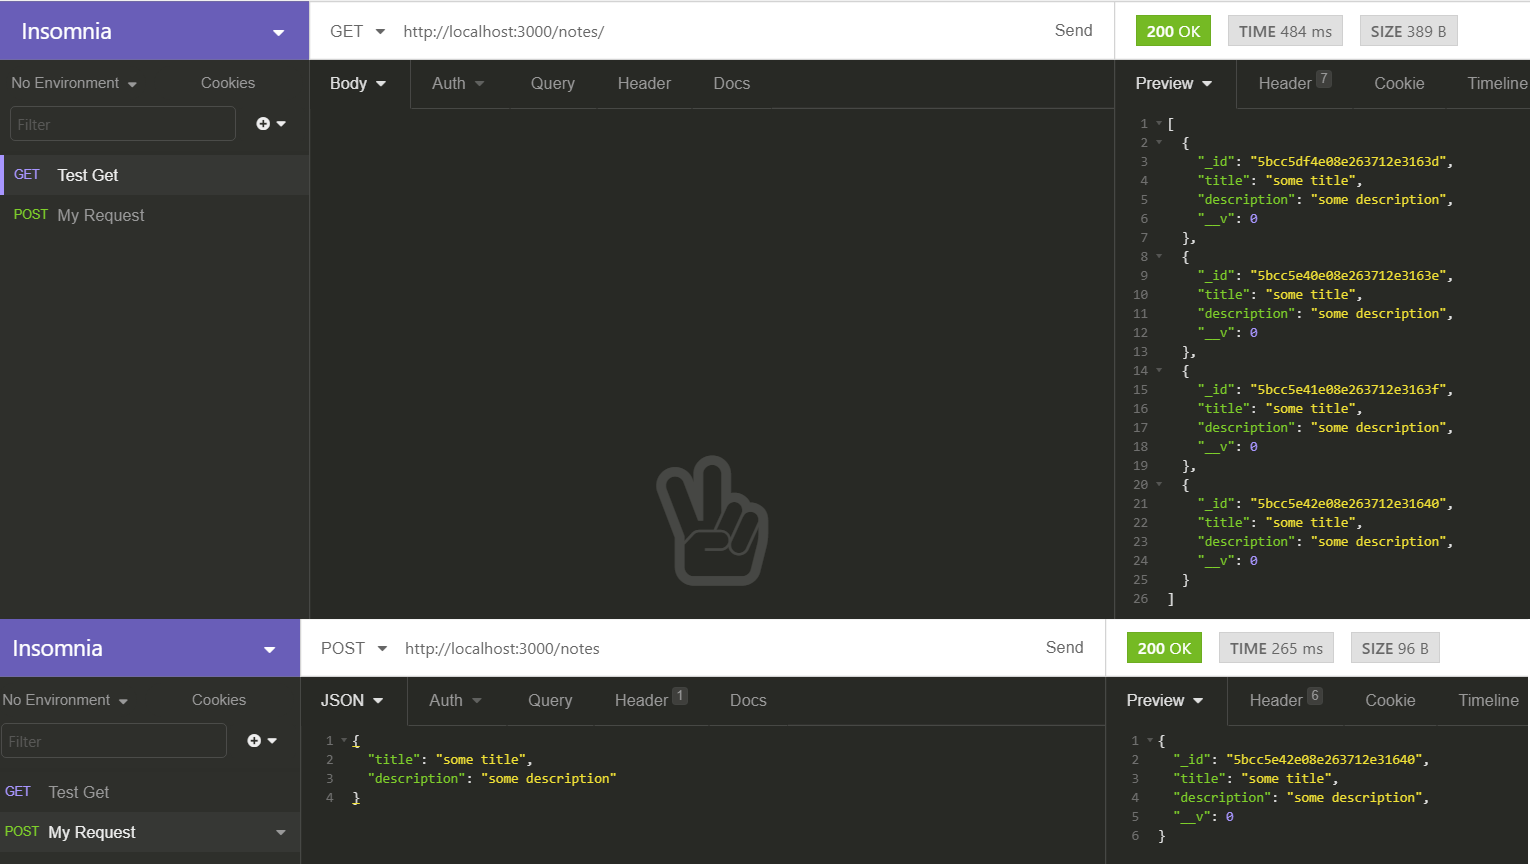 Insomnia
GET http://localhost:3000/notes/ Send
200 OK TIME 484 ms SIZE 389 B
No Environment Cookies
Body Auth Query Header Docs
Preview Header 7 Cookie Timeline
Filter
GET Test Get
POST My Request
1 [
2 {
3 "_id": "5bcc5df4e08e263712e3163d",
4 "title": "some title",
5 "description": "some description",
6 "__v": 0
7 },
8 {
9 "_id": "5bcc5e40e08e263712e3163e",
10 "title": "some title",
11 "description": "some description",
12 "__v": 0
13 },
14 {
15 "_id": "5bcc5e41e08e263712e3163f",
16 "title": "some title",
17 "description": "some description",
18 "__v": 0
19 },
20 {
21 "_id": "5bcc5e42e08e263712e31640",
22 "title": "some title",
23 "description": "some description",
24 "__v": 0
25 }
26 ]
Insomnia
POST http://localhost:3000/notes Send
200 OK TIME 265 ms SIZE 96 B
No Environment Cookies
JSON Auth Query Header 1 Docs
Preview Header 6 Cookie Timeline
Filter
GET Test Get
POST My Request
1 {
2 "title": "some title",
3 "description": "some description"
4 }
1 {
2 "_id": "5bcc5e42e08e263712e31640",
3 "title": "some title",
4 "description": "some description",
5 "__v": 0
6 }